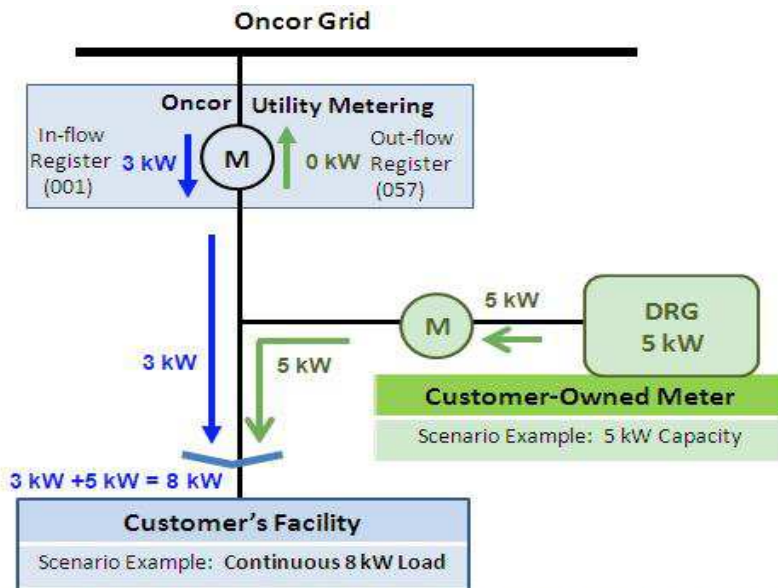 Oncor Grid
Oncor Utility Metering
In-flow
Register
(001)
3 kW
M
0 kW
Out-flow
Register
(057)
3 kW
5 kW
M
5 kW
DRG
5 kW
Customer-Owned Meter
Scenario Example: 5 kW Capacity
3 kW +5 kW = 8 kW
Customer's Facility
Scenario Example: Continuous 8 kW Load